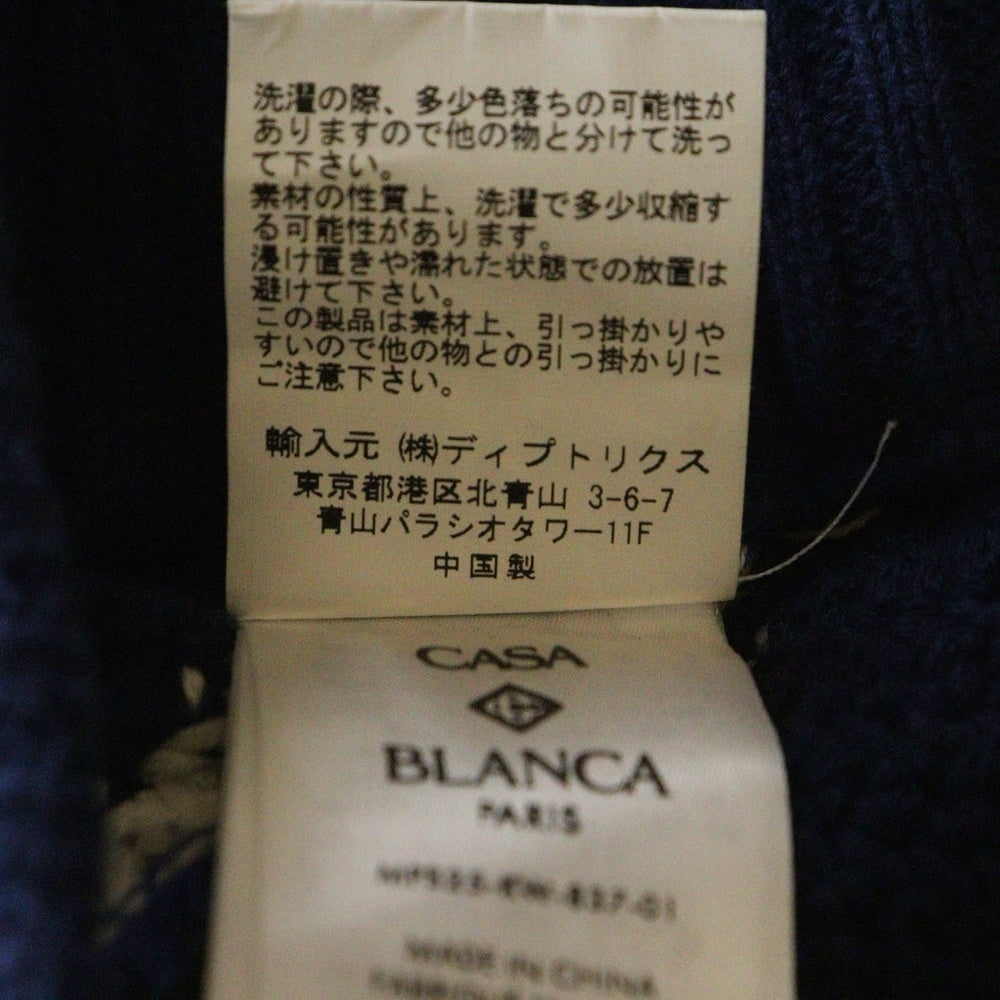 洗濯の際、多少色落ちの可能性が
ありますので他の物と分けて洗っ
て下さい。
素材の性質上、洗濯で多少収縮す
る可能性があります。
浸け置きや濡れた状態での放置は
避けて下さい。
この製品は素材上、引っ掛かりや
すいので他の物との引っ掛かりに
ご注意下さい。
輸入元 (株)ディプトリクス
東京都港区北青山 3-6-7
青山パラシオタワー11F
中国製
CASA
BLANCA
PARIS
MADE IN CHINA